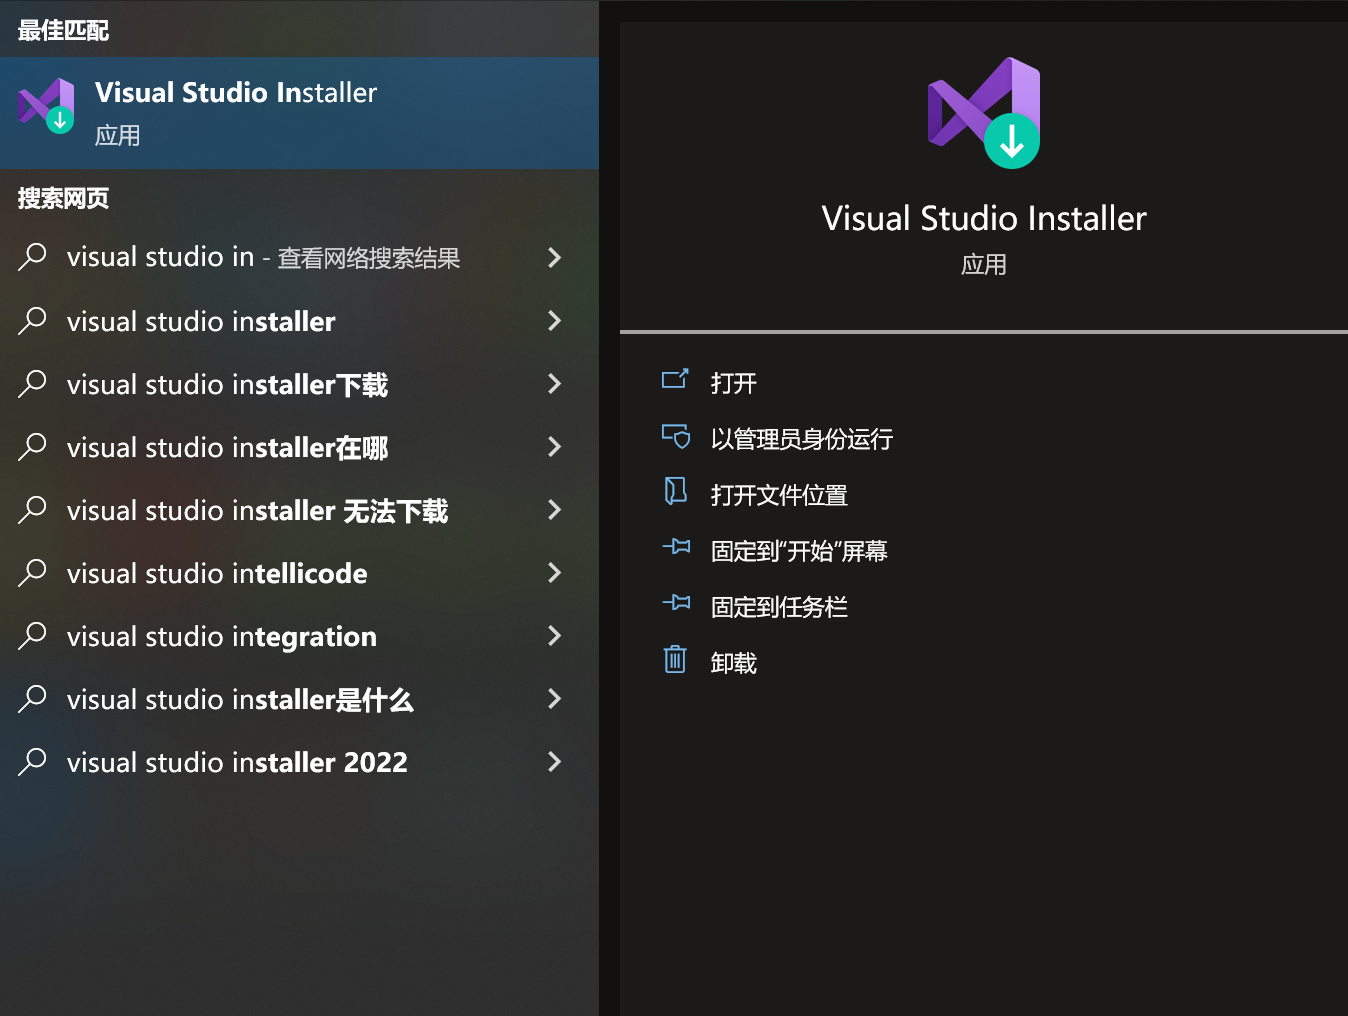 最佳匹配
Visual Studio Installer
应用
搜索网页
visual studio in - 查看网络搜索结果
visual studio installer
visual studio installer下载
visual studio installer在哪
visual studio installer 无法下载
visual studio intellicode
visual studio integration
visual studio installer是什么
visual studio installer 2022
Visual Studio Installer
应用
打开
以管理员身份运行
打开文件位置
固定到“开始”屏幕
固定到任务栏
卸载